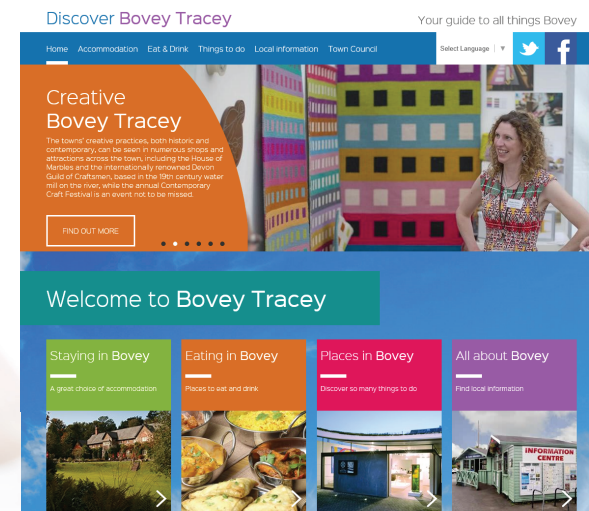 Discover Bovey Tracey
Your guide to all things Bovey
Home Accommodation Eat & Drink Things to do Local information Town Council
Select Language ▼
Creative
Bovey Tracey
The towns' creative practices, both historic and
contemporary, can be seen in numerous shops and
attractions across the town, including the House of
Marbles and the internationally renowned Devon
Guild of Craftsmen, based in the 19th century water
mill on the river, while the annual Contemporary
Craft Festival is an event not to be missed.
FIND OUT MORE
Welcome to Bovey Tracey
Staying in Bovey
A great choice of accommodation
Eating in Bovey
Places to eat and drink
Places in Bovey
Discover so many things to do
All about Bovey
Find local information
INFORMATION
CENTRE